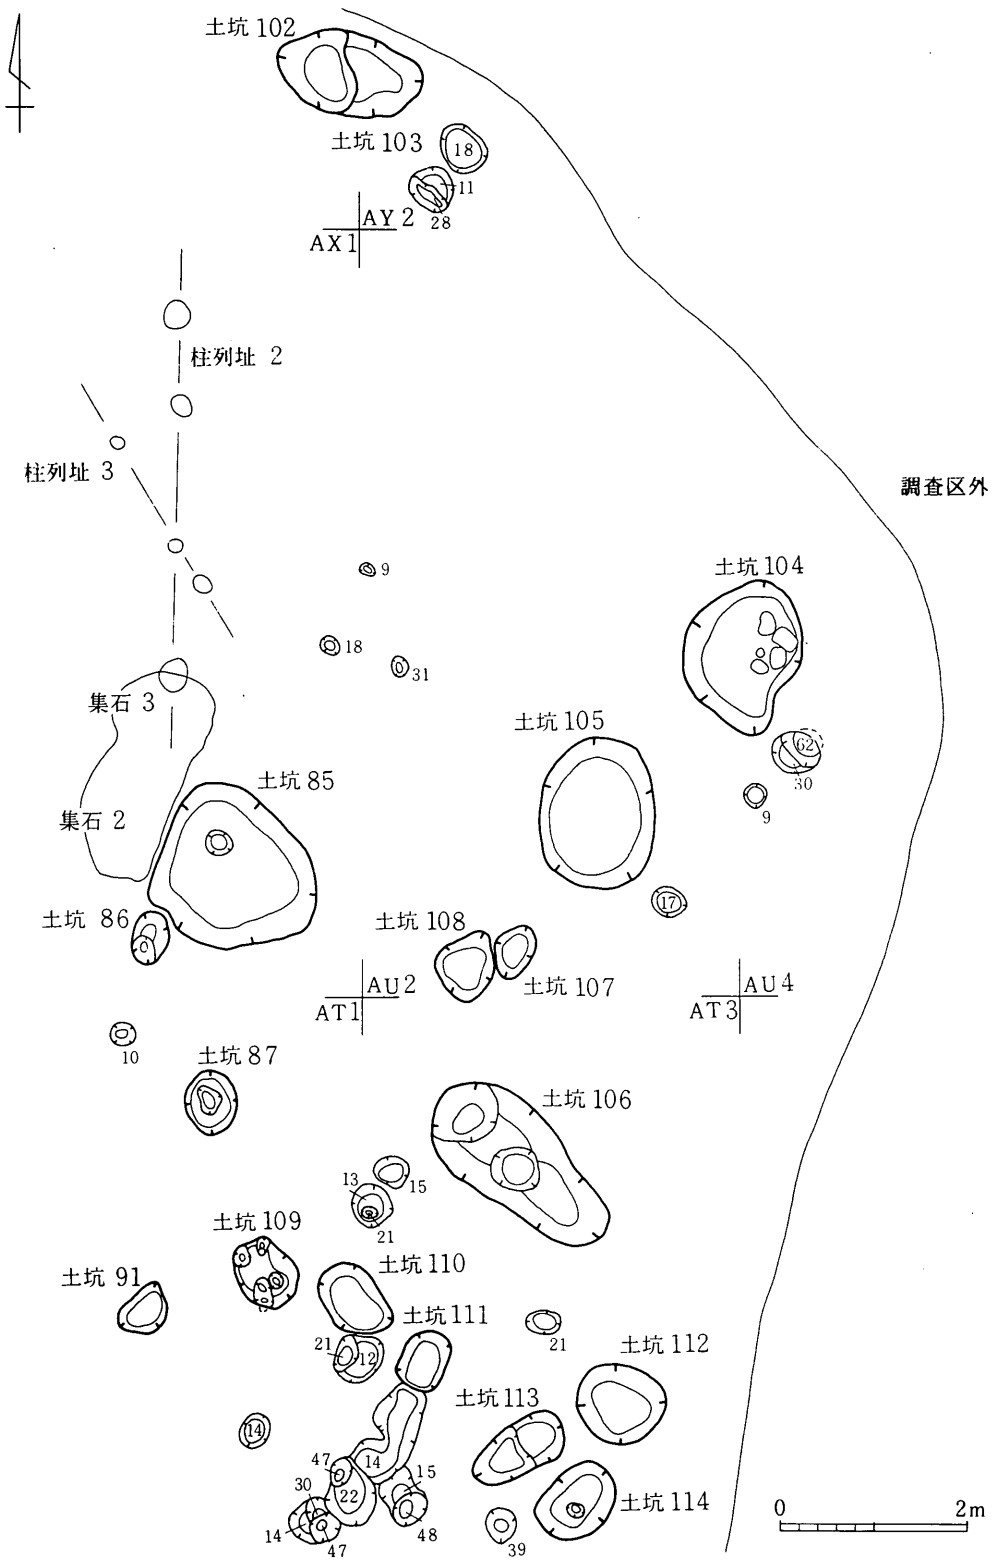 土坑 102
土坑 103
18
11
28
AY 2
AX 1
柱列址 2
柱列址 3
調査区外
9
18
31
土坑 104
集石 3
土坑 105
62
30
9
土坑 85
集石 2
17
土坑 86
土坑 108
土坑 107
AU 2
AT 1
AU 4
AT 3
10
土坑 87
土坑 106
13
15
21
土坑 109
土坑 110
土坑 91
土坑 111
21
12
21
土坑 112
土坑 113
14
14
47
15
22
30
48
14
47
39
土坑 114
0
2m